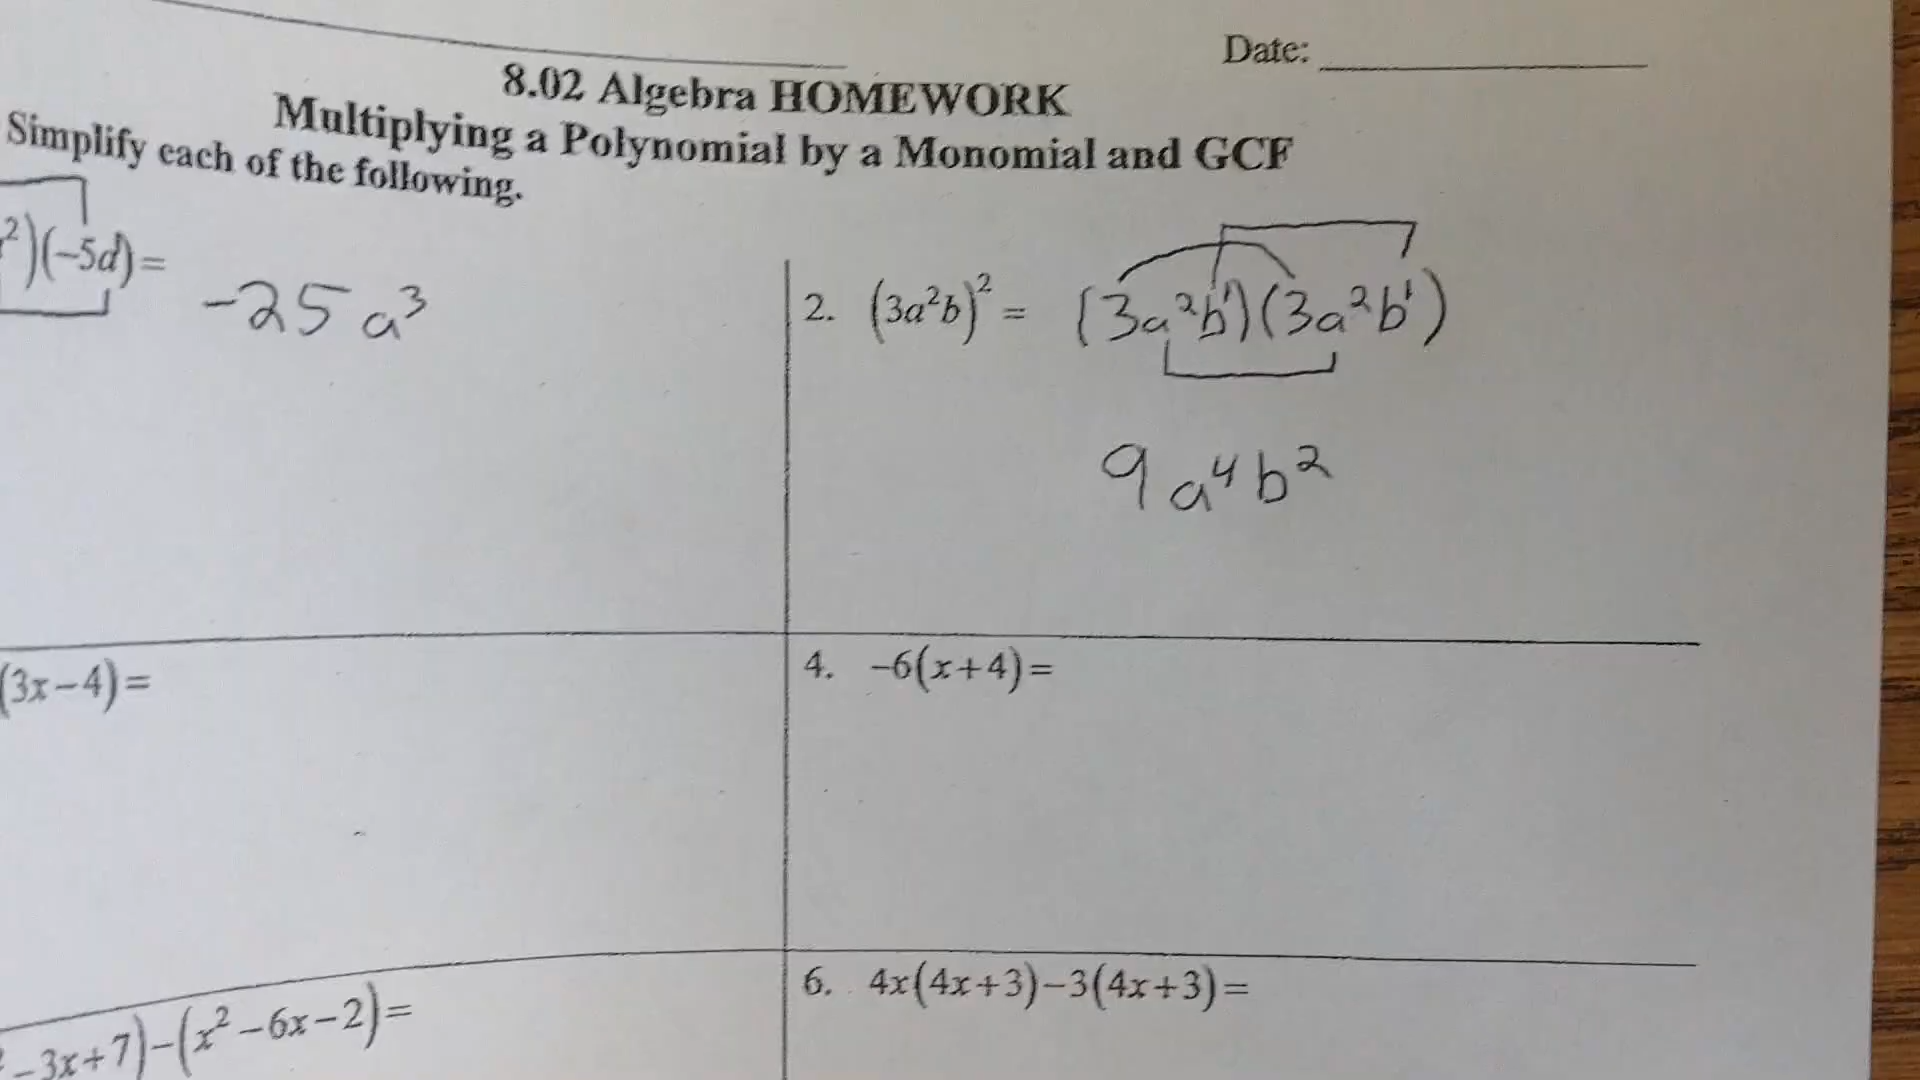 Date:
8.02 Algebra HOMEWORK
Multiplying a Polynomial by a Monomial and GCF
Simplify each of the following.
²)(−5d)= -25a³
2. (3a²b)² = (3a²b¹)(3a²b¹)
9a⁴b²
(3x−4)=
4. −6(x+4)=
−3x+7)−(x²−6x−2)=
6. 4x(4x+3)−3(4x+3)=